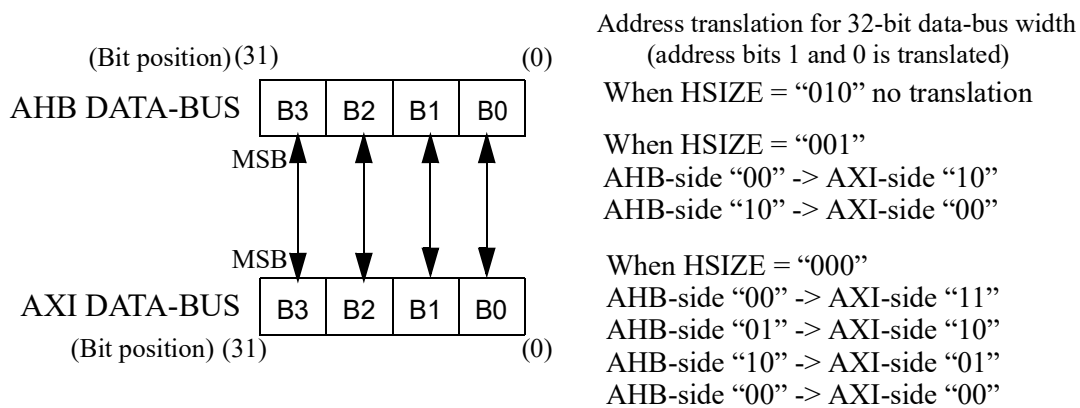 (Bit position) (31) (0)
AHB DATA-BUS B3 B2 B1 B0
MSB
MSB
AXI DATA-BUS B3 B2 B1 B0
(Bit position) (31) (0)
Address translation for 32-bit data-bus width
(address bits 1 and 0 is translated)
When HSIZE = “010” no translation
When HSIZE = “001”
AHB-side “00” -> AXI-side “10”
AHB-side “10” -> AXI-side “00”
When HSIZE = “000”
AHB-side “00” -> AXI-side “11”
AHB-side “01” -> AXI-side “10”
AHB-side “10” -> AXI-side “01”
AHB-side “00” -> AXI-side “00”